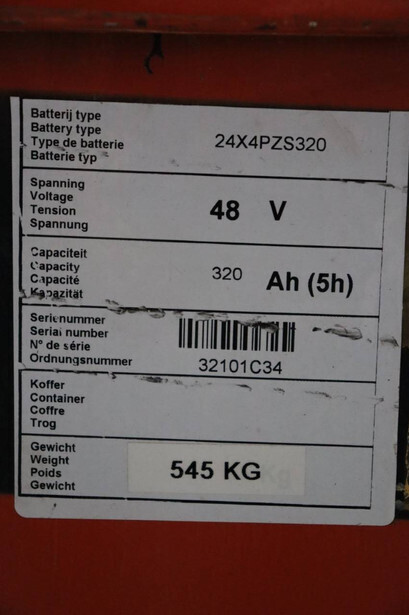 Batterij type
Battery type
Type de batterie
Batterie typ
24X4PZS320
Spanning
Voltage
Tension
Spannung
48 V
Capaciteit
Capacity
Capacité
Kapazität
320 Ah (5h)
Serienummer
Serial number
N° de série
Ordnungsnummer
32101C34
Koffer
Container
Coffre
Trog
Gewicht
Weight
Poids
Gewicht
545 KG